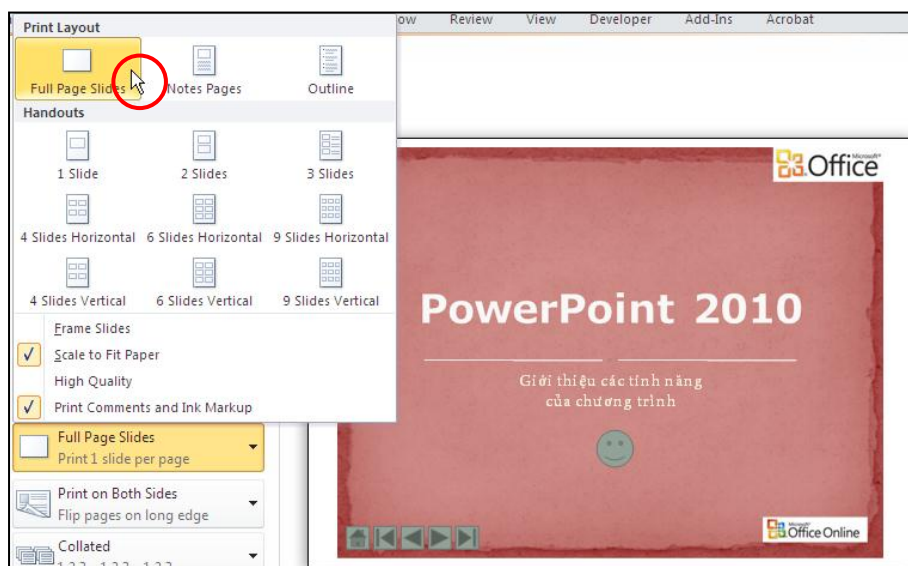 Print Layout
ow Review View Developer Add-Ins Acrobat
Full Page Slides Notes Pages Outline
Handouts
1 Slide 2 Slides 3 Slides
4 Slides Horizontal 6 Slides Horizontal 9 Slides Horizontal
4 Slides Vertical 6 Slides Vertical 9 Slides Vertical
Frame Slides
Scale to Fit Paper
High Quality
Print Comments and Ink Markup
Full Page Slides
Print 1 slide per page
Print on Both Sides
Flip pages on long edge
Collated
Microsoft
Office
PowerPoint 2010
Giới thiệu các tính năng
của chương trình
Microsoft
Office Online